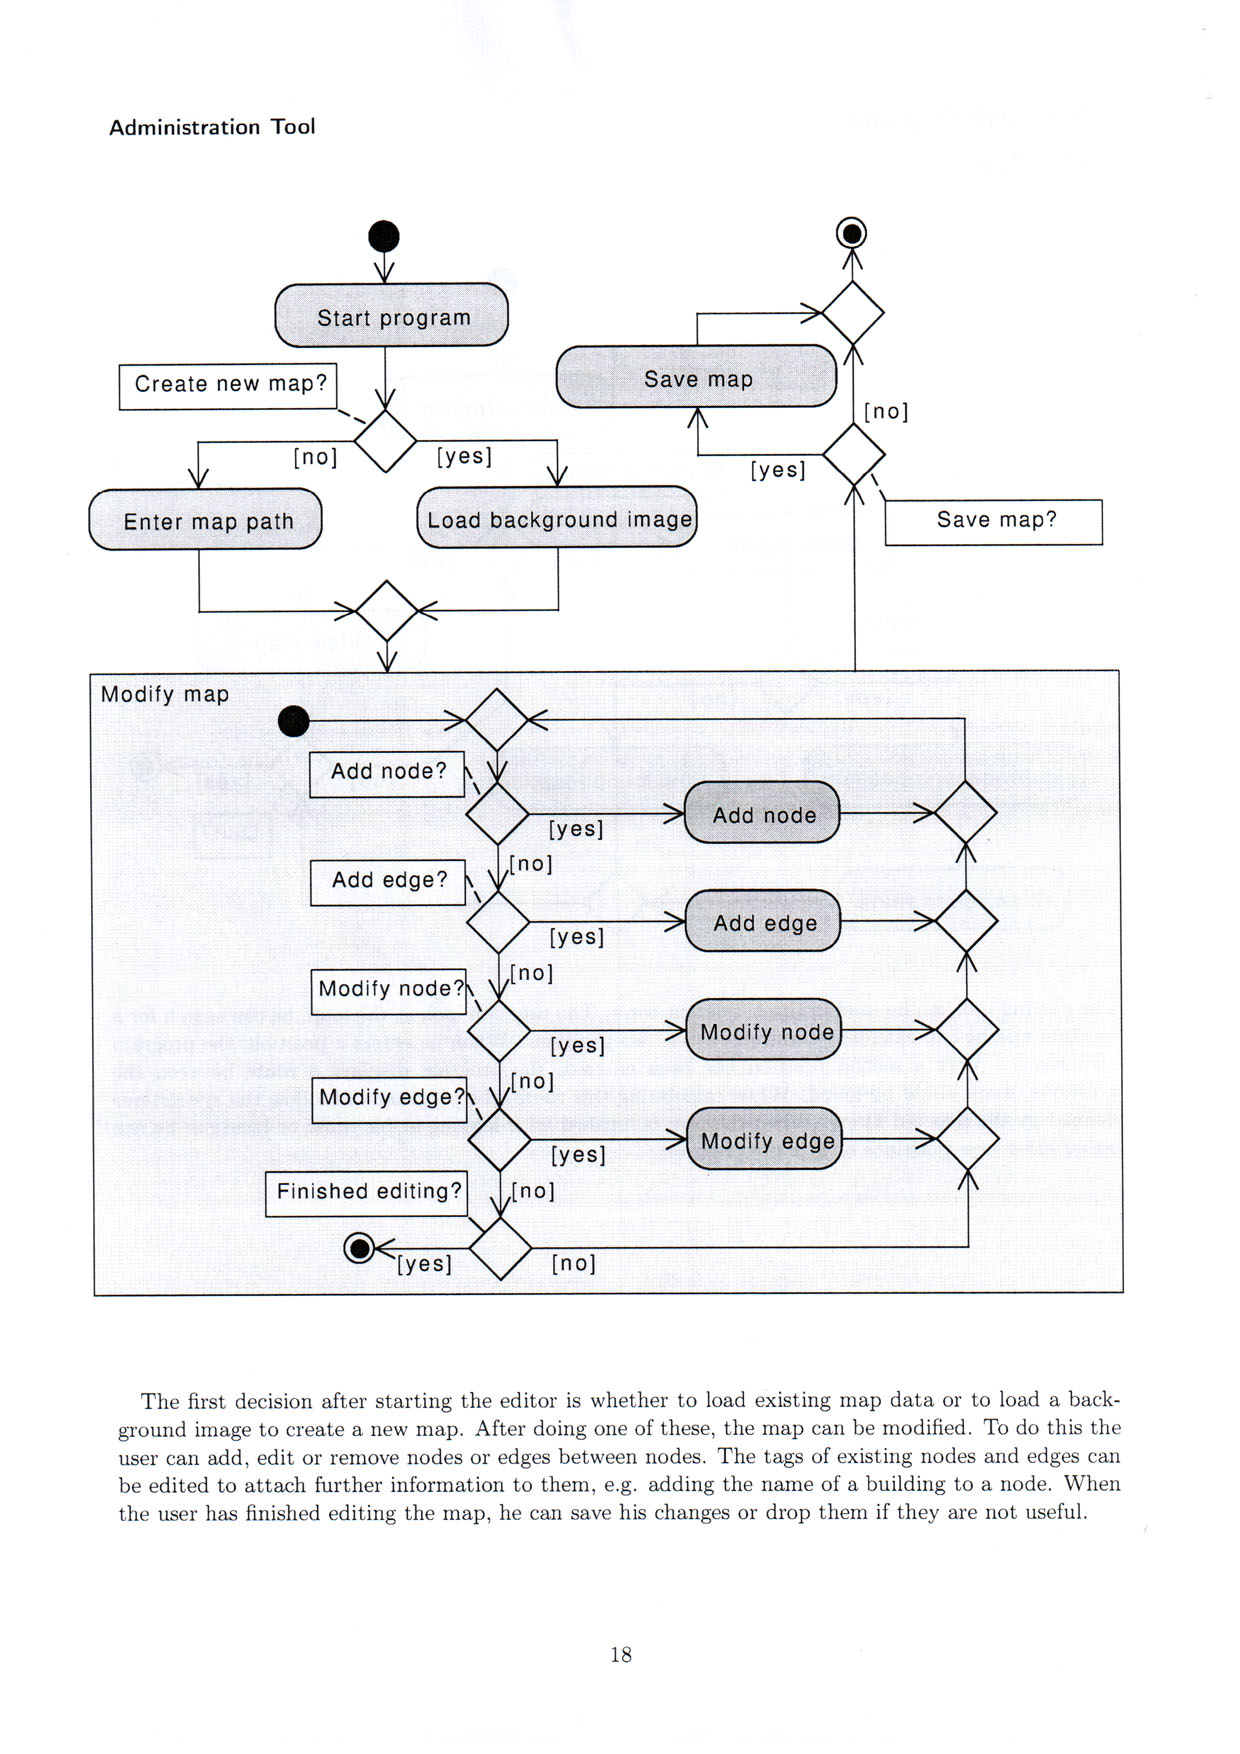 Administration Tool
Start program
Create new map?
[no]
[yes]
Enter map path
Load background image
Save map
[no]
[yes]
Save map?
Modify map
Add node?
[yes]
Add node
[no]
Add edge?
[yes]
Add edge
[no]
Modify node?
[yes]
Modify node
[no]
Modify edge?
[yes]
Modify edge
[no]
Finished editing?
[yes]
[no]
The first decision after starting the editor is whether to load existing map data or to load a back-
ground image to create a new map. After doing one of these, the map can be modified. To do this the
user can add, edit or remove nodes or edges between nodes. The tags of existing nodes and edges can
be edited to attach further information to them, e.g. adding the name of a building to a node. When
the user has finished editing the map, he can save his changes or drop them if they are not useful.
18